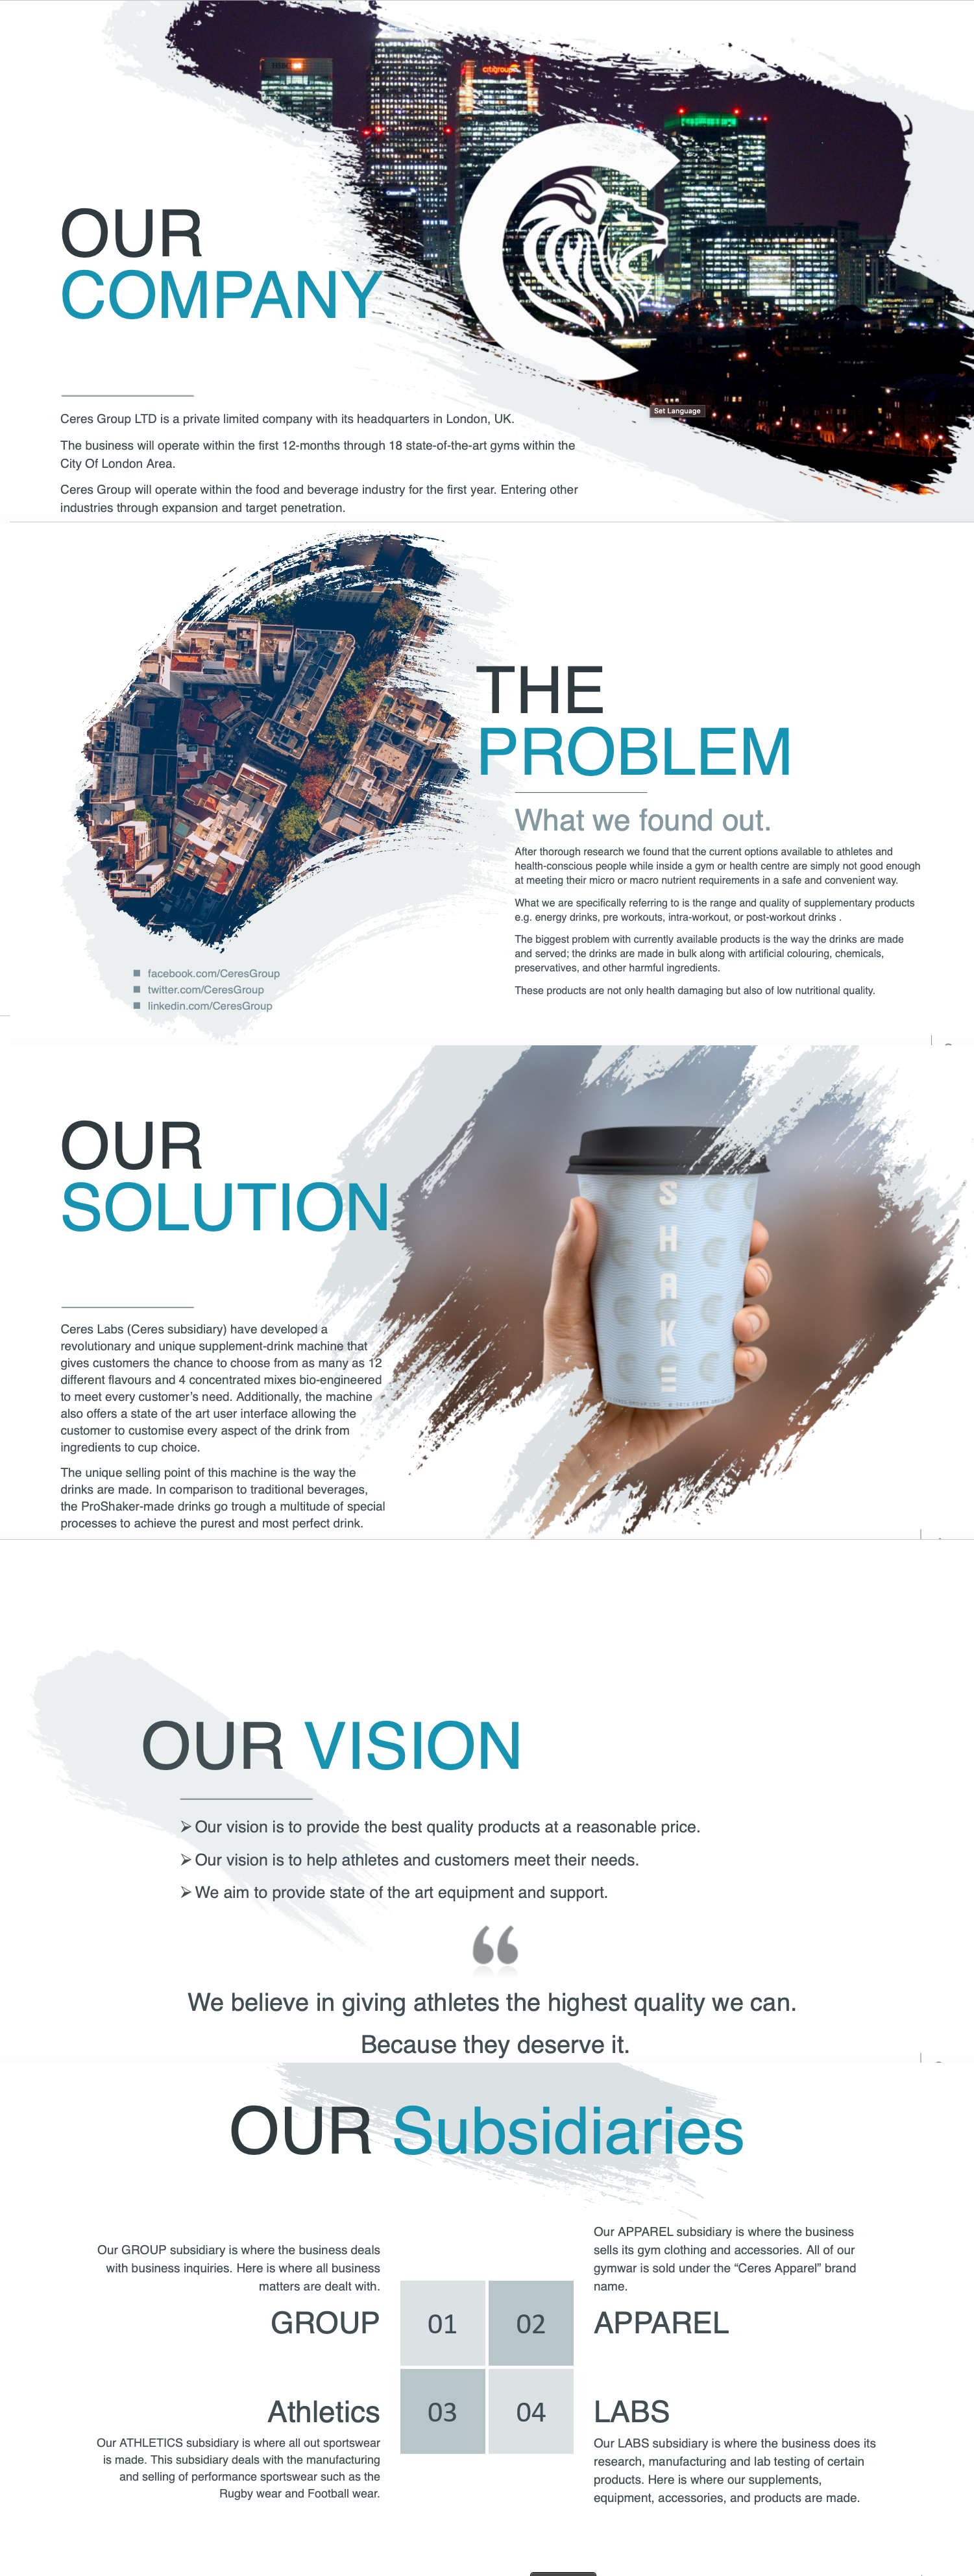 HSBC
citigroup
OUR
COMPANY
Set Language
Ceres Group LTD is a private limited company with its headquarters in London, UK.
The business will operate within the first 12-months through 18 state-of-the-art gyms within the
City Of London Area.
Ceres Group will operate within the food and beverage industry for the first year. Entering other
industries through expansion and target penetration.
THE
PROBLEM
What we found out.
After thorough research we found that the current options available to athletes and
health-conscious people while inside a gym or health centre are simply not good enough
at meeting their micro or macro nutrient requirements in a safe and convenient way.
What we are specifically referring to is the range and quality of supplementary products
e.g. energy drinks, pre workouts, intra-workout, or post-workout drinks .
The biggest problem with currently available products is the way the drinks are made
and served; the drinks are made in bulk along with artificial colouring, chemicals,
preservatives, and other harmful ingredients.
These products are not only health damaging but also of low nutritional quality.
facebook.com/CeresGroup
twitter.com/CeresGroup
linkedin.com/CeresGroup
OUR
SOLUTION
SHAKE
Ceres Labs (Ceres subsidiary) have developed a
revolutionary and unique supplement-drink machine that
gives customers the chance to choose from as many as 12
different flavours and 4 concentrated mixes bio-engineered
to meet every customer's need. Additionally, the machine
also offers a state of the art user interface allowing the
customer to customise every aspect of the drink from
ingredients to cup choice.
The unique selling point of this machine is the way the
drinks are made. In comparison to traditional beverages,
the ProShaker-made drinks go trough a multitude of special
processes to achieve the purest and most perfect drink.
OUR VISION
➢ Our vision is to provide the best quality products at a reasonable price.
➢ Our vision is to help athletes and customers meet their needs.
➢ We aim to provide state of the art equipment and support.
“
We believe in giving athletes the highest quality we can.
Because they deserve it.
OUR Subsidiaries
Our GROUP subsidiary is where the business deals
with business inquiries. Here is where all business
matters are dealt with.
GROUP
01
02
Our APPAREL subsidiary is where the business
sells its gym clothing and accessories. All of our
gymwar is sold under the “Ceres Apparel” brand
name.
APPAREL
Athletics
Our ATHLETICS subsidiary is where all out sportswear
is made. This subsidiary deals with the manufacturing
and selling of performance sportswear such as the
Rugby wear and Football wear.
03
04
LABS
Our LABS subsidiary is where the business does its
research, manufacturing and lab testing of certain
products. Here is where our supplements,
equipment, accessories, and products are made.